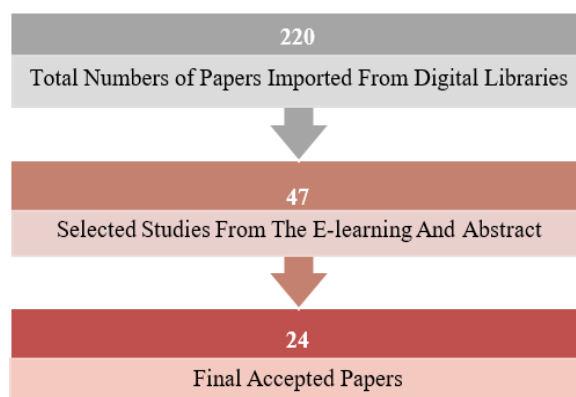 220
Total Numbers of Papers Imported From Digital Libraries
47
Selected Studies From The E-learning And Abstract
24
Final Accepted Papers